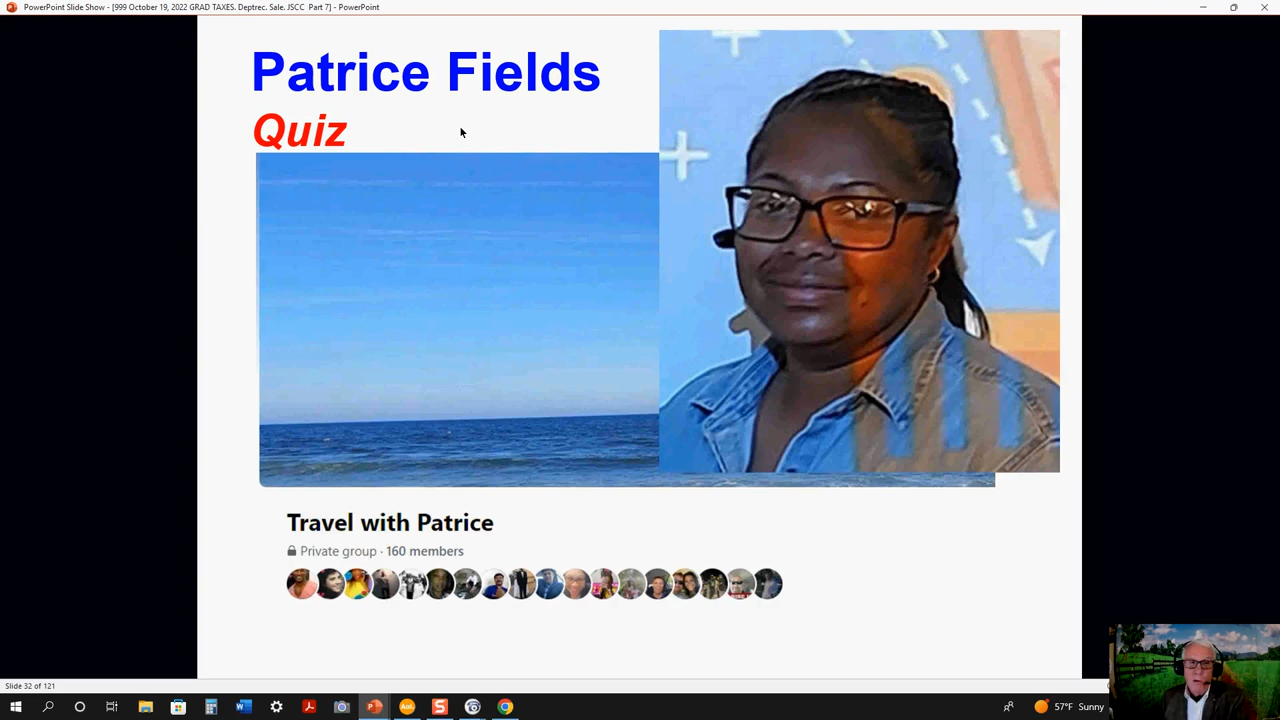 PowerPoint Slide Show - [999 October 19, 2022 GRAD TAXES. Deptrec. Sale. JSCC  Part 7] - PowerPoint
Patrice Fields
Quiz
Travel with Patrice
Private group · 160 members
Slide 32 of 121
57°F Sunny